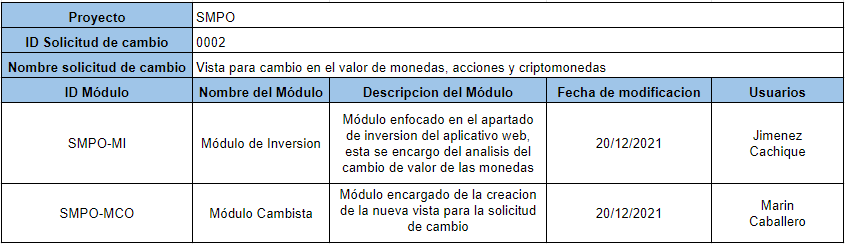 Proyecto SMPO
ID Solicitud de cambio 0002
Nombre solicitud de cambio Vista para cambio en el valor de monedas, acciones y criptomonedas
ID Módulo Nombre del Módulo Descripcion del Módulo Fecha de modificacion Usuarios
SMPO-MI
Módulo de Inversion
Módulo enfocado en el apartado
de inversion del aplicativo web,
esta se encargo del analisis del
cambio de valor de las monedas
20/12/2021
Jimenez
Cachique
SMPO-MCO
Módulo Cambista
Módulo encargado de la creacion
de la nueva vista para la solicitud
de cambio
20/12/2021
Marin
Caballero